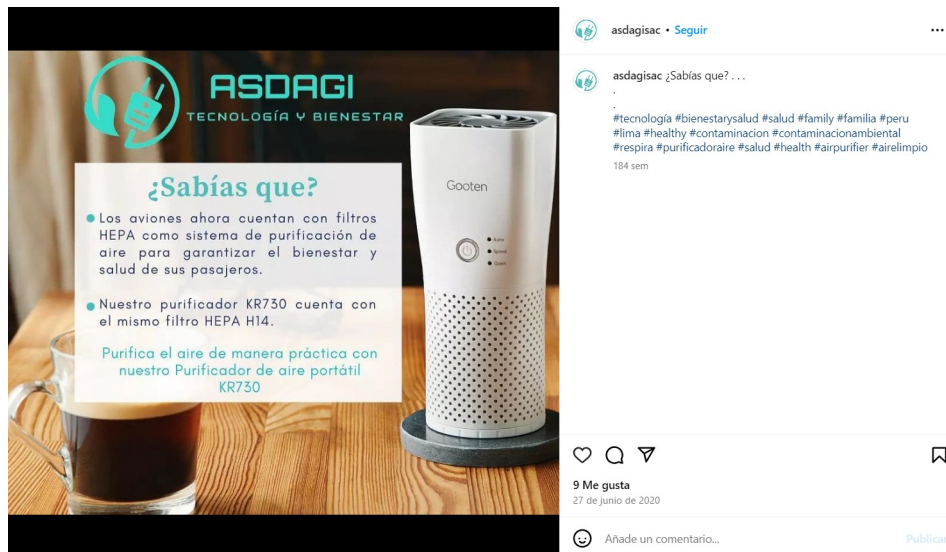 ASDAGI
TECNOLOGÍA Y BIENESTAR
¿Sabías que?
Los aviones ahora cuentan con filtros
HEPA como sistema de purificación de
aire para garantizar el bienestar y
salud de sus pasajeros.
Nuestro purificador KR730 cuenta con
el mismo filtro HEPA H14.
Purifica el aire de manera práctica con
nuestro Purificador de aire portátil
KR730
Gooten
Auto
Speed
asdagisac • Seguir
asdagisac ¿Sabías que? . . .
.
.
#tecnología #bienestarysalud #salud #family #familia #peru
#lima #healthy #contaminacion #contaminacionambiental
#respira #purificadoraire #salud #health #airpurifier #airelimpio
184 sem
9 Me gusta
27 de junio de 2020
Añade un comentario...
Publicar